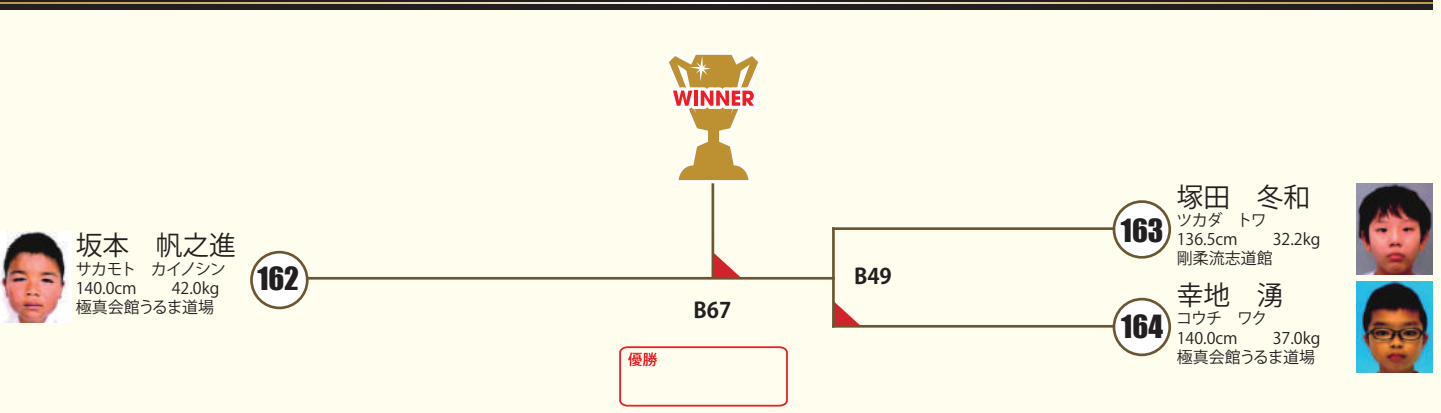 WINNER
坂本　帆之進
サカモト　カイノシン
140.0cm　42.0kg
極真会館うるま道場
162
B67
優勝
B49
163
塚田　冬和
ツカダ　トワ
136.5cm　32.2kg
剛柔流志道館
164
幸地　湧
コウチ　ワク
140.0cm　37.0kg
極真会館うるま道場